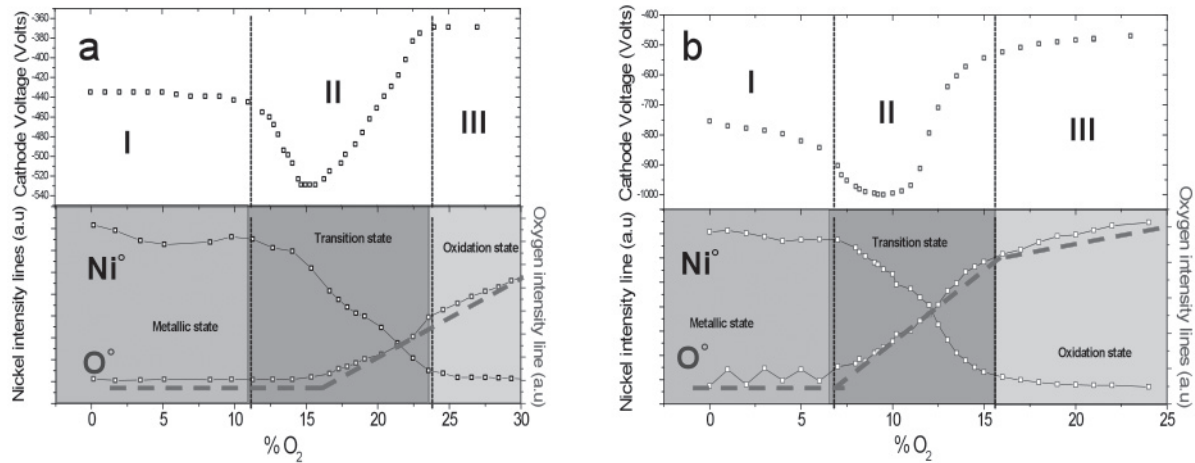 a
Cathode Voltage (Volts)
-360
-380
-400
-420
-440
-460
-480
-500
-520
-540
I
II
III
Nickel intensity lines (a.u)
Oxygen intensity line (a.u)
Ni°
O°
Metallic state
Transition state
Oxidation state
0 5 10 15 20 25 30
%O2
b
Cathode Voltage (Volts)
-400
-500
-600
-700
-800
-900
-1000
I
II
III
Nickel intensity line (a.u)
Oxygen intensity lines (a.u)
Ni°
O°
Metallic state
Transition state
Oxidation state
0 5 10 15 20 25
%O2